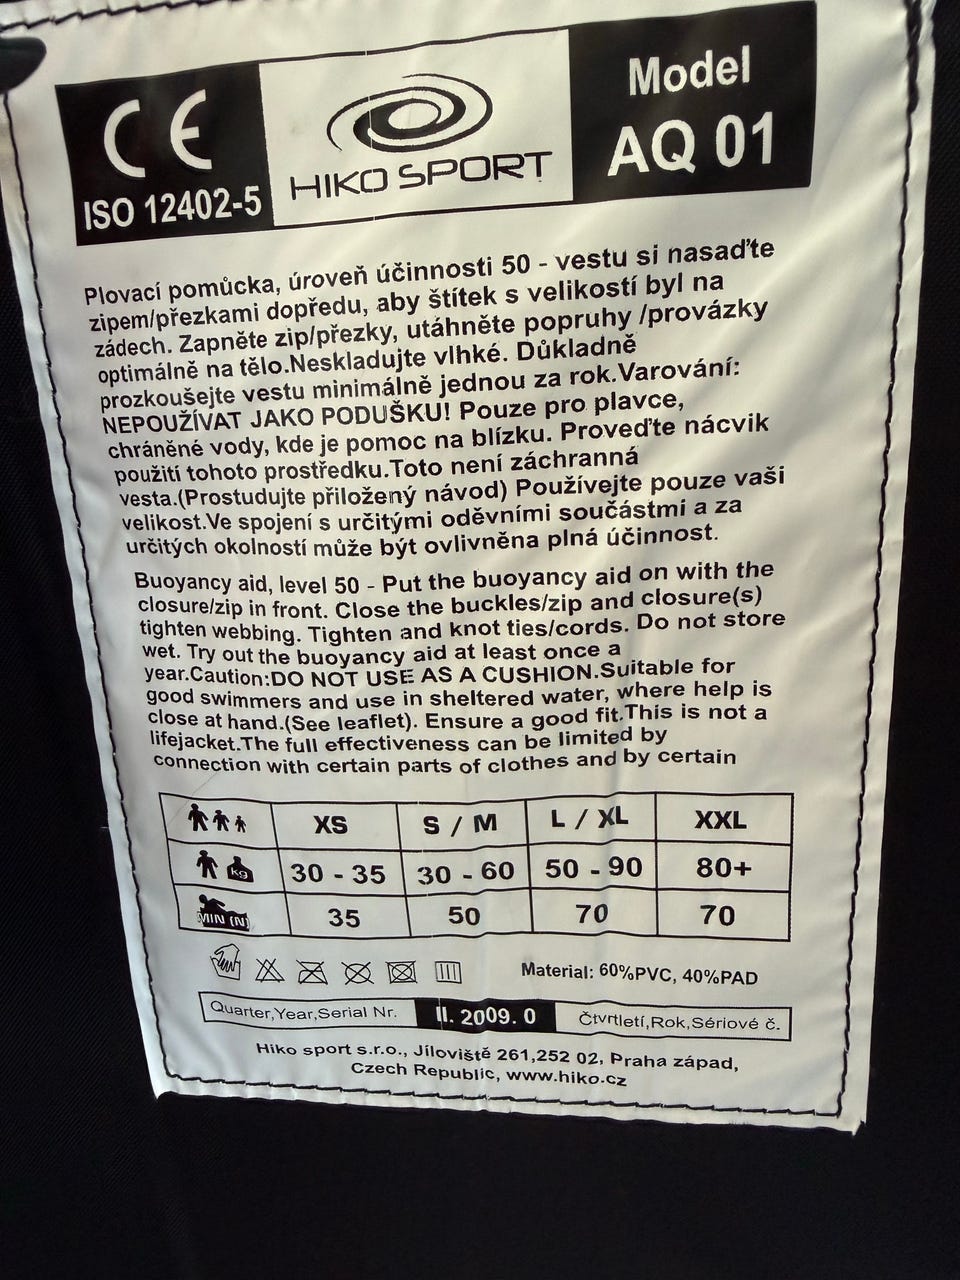 CE
ISO 12402-5
HIKO SPORT
Model
AQ 01
Plovací pomůcka, úroveň účinnosti 50 - vestu si nasaďte
zipem/přezkami dopředu, aby štítek s velikostí byl na
zádech. Zapněte zip/přezky, utáhněte popruhy /provázky
optimálně na tělo.Neskladujte vlhké. Důkladně
prozkoušejte vestu minimálně jednou za rok.Varování:
NEPOUŽÍVAT JAKO PODUŠKU! Pouze pro plavce,
chráněné vody, kde je pomoc na blízku. Proveďte nácvik
použití tohoto prostředku.Toto není záchranná
vesta.(Prostudujte přiložený návod) Používejte pouze vaši
velikost.Ve spojení s určitými oděvními součástmi a za
určitých okolností může být ovlivněna plná účinnost.
Buoyancy aid, level 50 - Put the buoyancy aid on with the
closure/zip in front. Close the buckles/zip and closure(s)
tighten webbing. Tighten and knot ties/cords. Do not store
wet. Try out the buoyancy aid at least once a
year.Caution:DO NOT USE AS A CUSHION.Suitable for
good swimmers and use in sheltered water, where help is
close at hand.(See leaflet). Ensure a good fit.This is not a
lifejacket.The full effectiveness can be limited by
connection with certain parts of clothes and by certain
XS S / M L / XL XXL
kg 30 - 35 30 - 60 50 - 90 80+
MIN (N) 35 50 70 70
Material: 60%PVC, 40%PAD
Quarter,Year,Serial Nr. II. 2009. 0 Čtvrtletí,Rok,Sériové č.
Hiko sport s.r.o., Jíloviště 261,252 02, Praha západ,
Czech Republic, www.hiko.cz